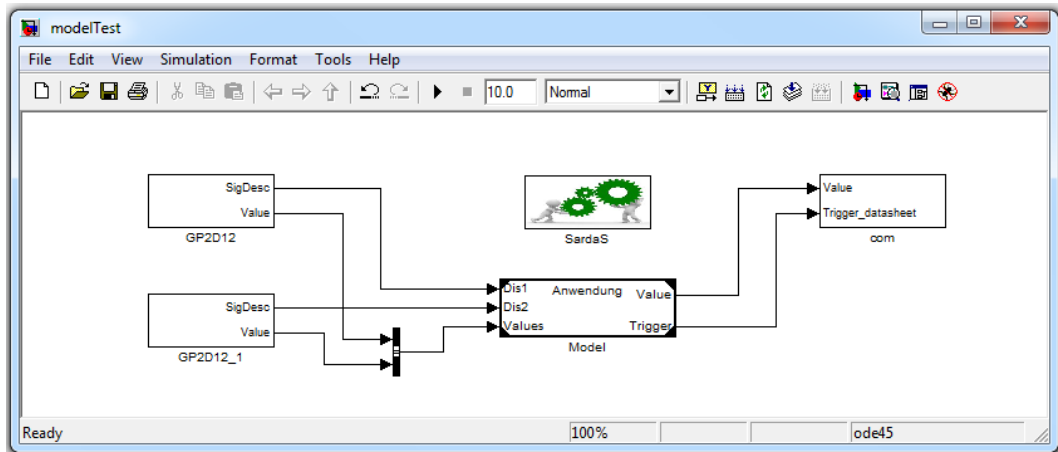 modelTest
File Edit View Simulation Format Tools Help
10.0 Normal
SigDesc
Value
GP2D12
SardaS
Value
Trigger_datasheet
com
SigDesc
Value
GP2D12_1
Dis1
Dis2
Values
Anwendung
Value
Trigger
Model
Ready 100% ode45